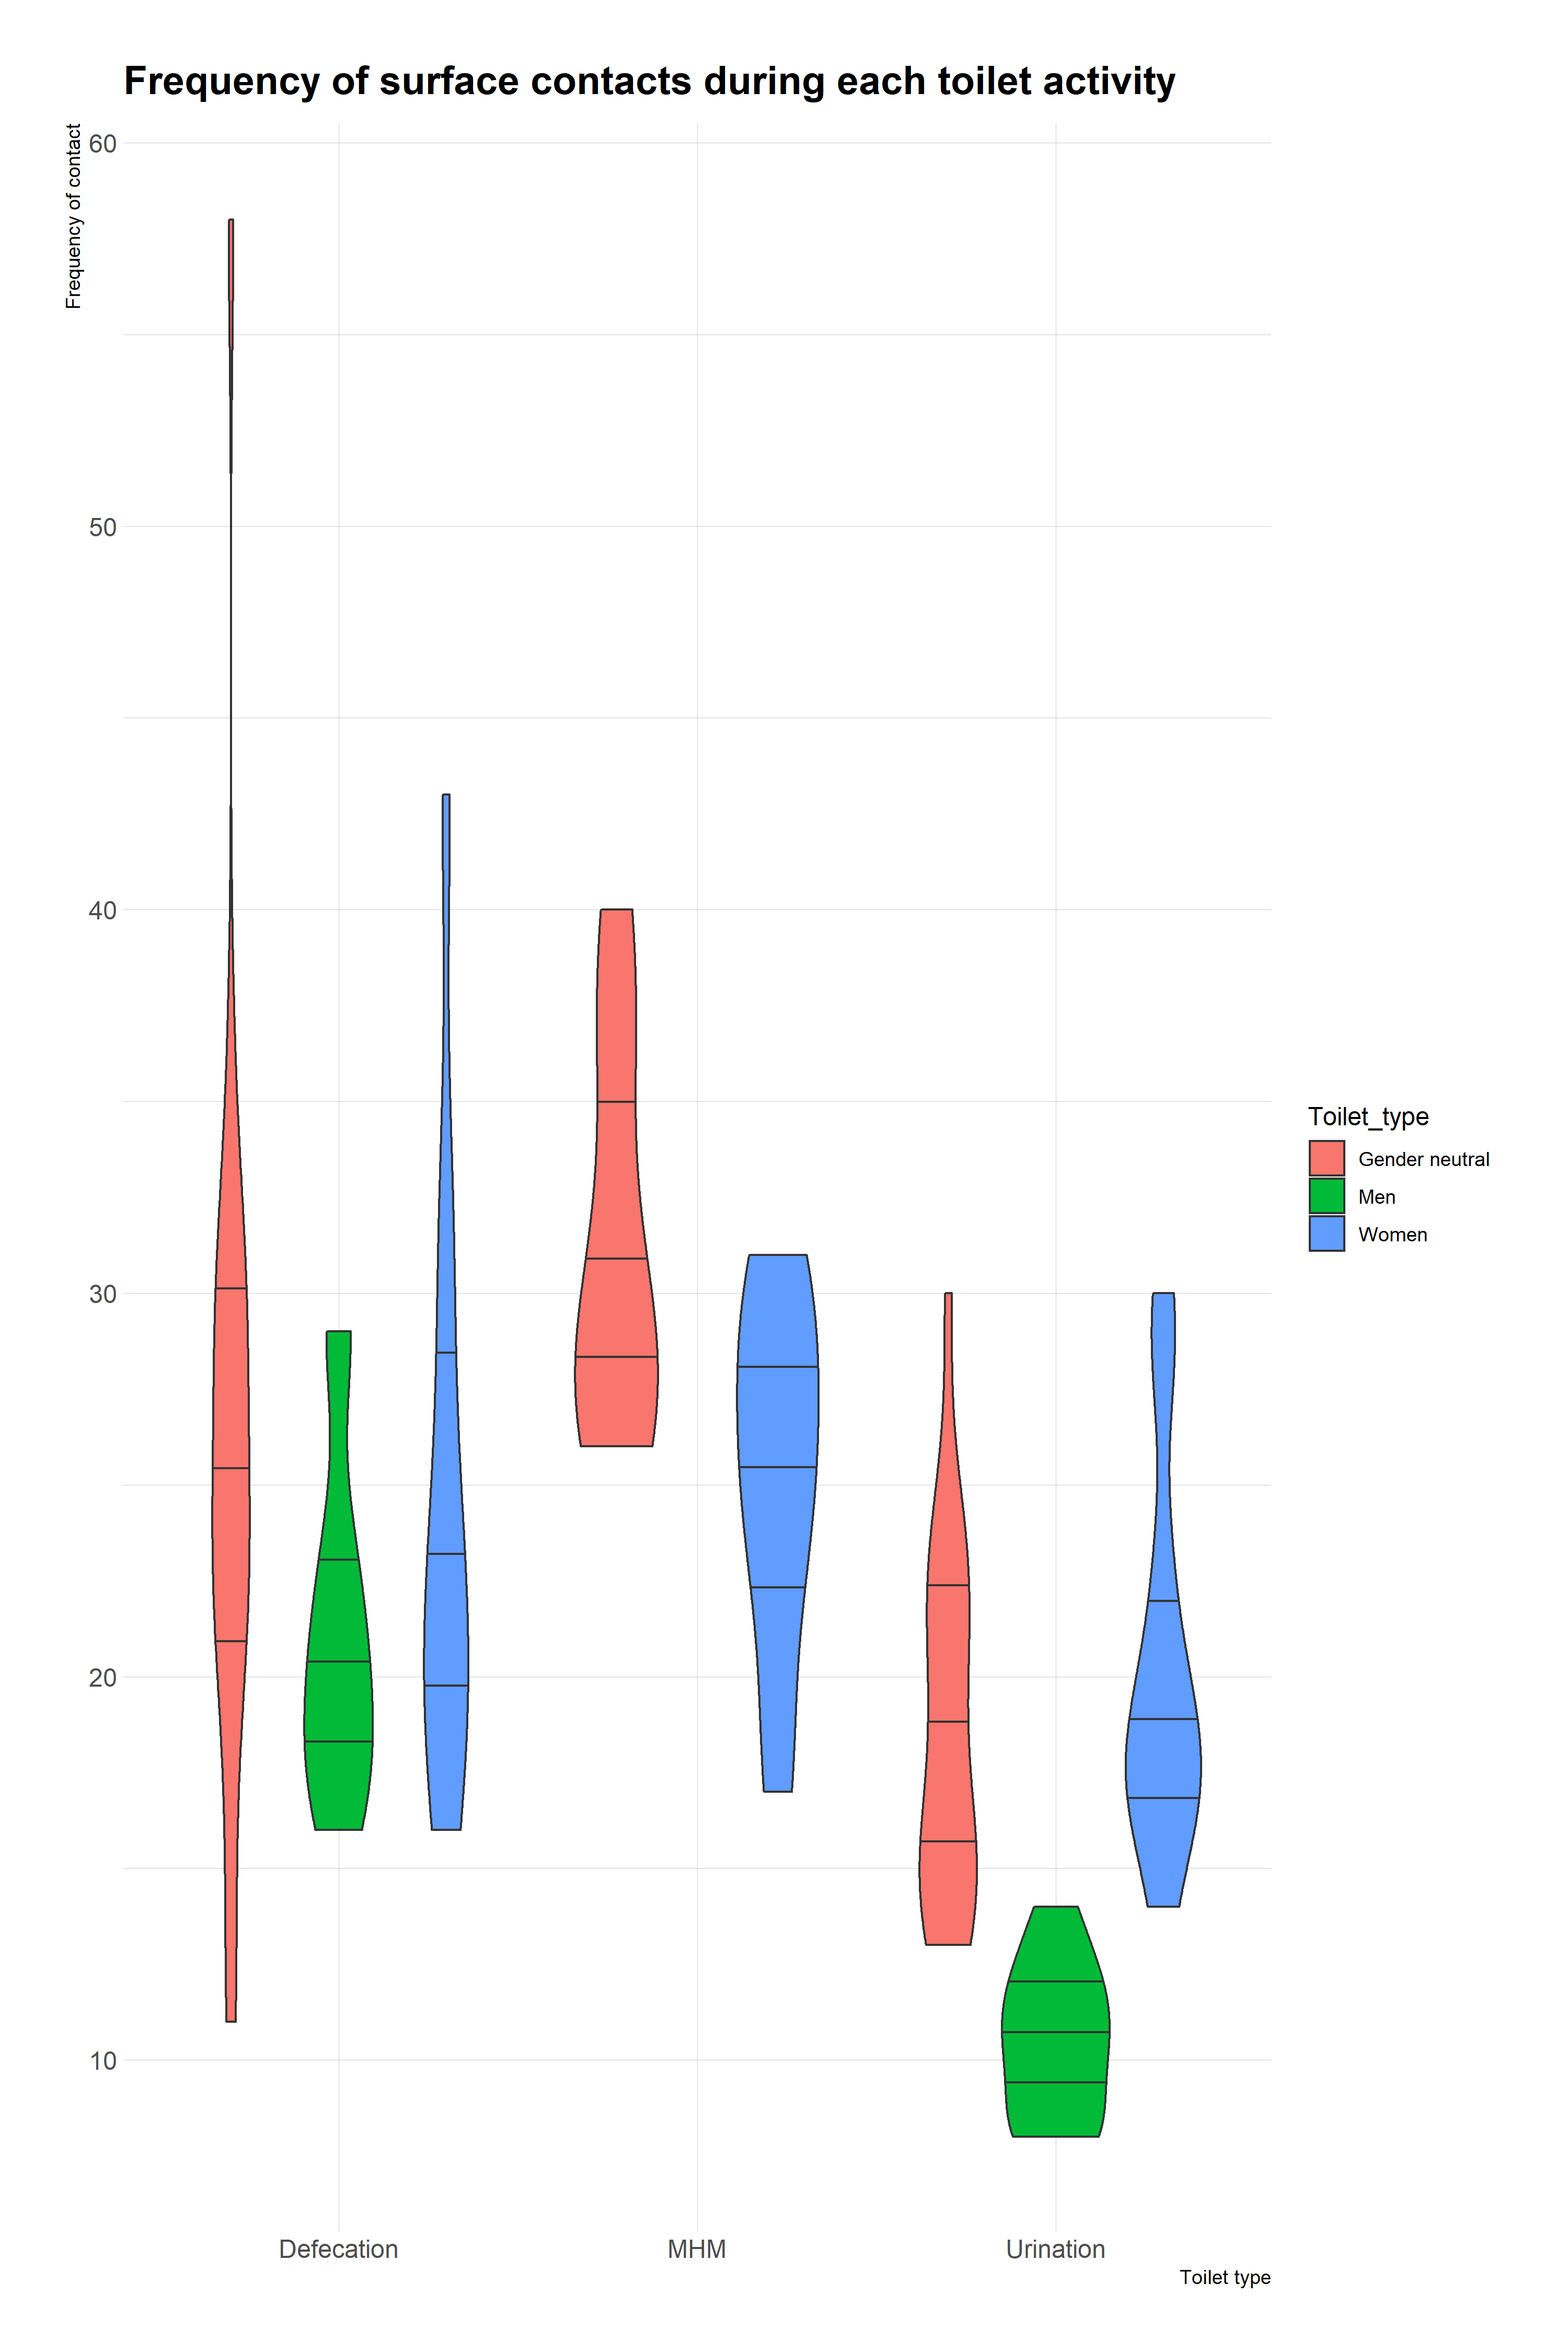 Frequency of surface contacts during each toilet activity
Frequency of contact
60
50
40
30
20
10
Defecation MHM Urination
Toilet type
Toilet_type
Gender neutral
Men
Women